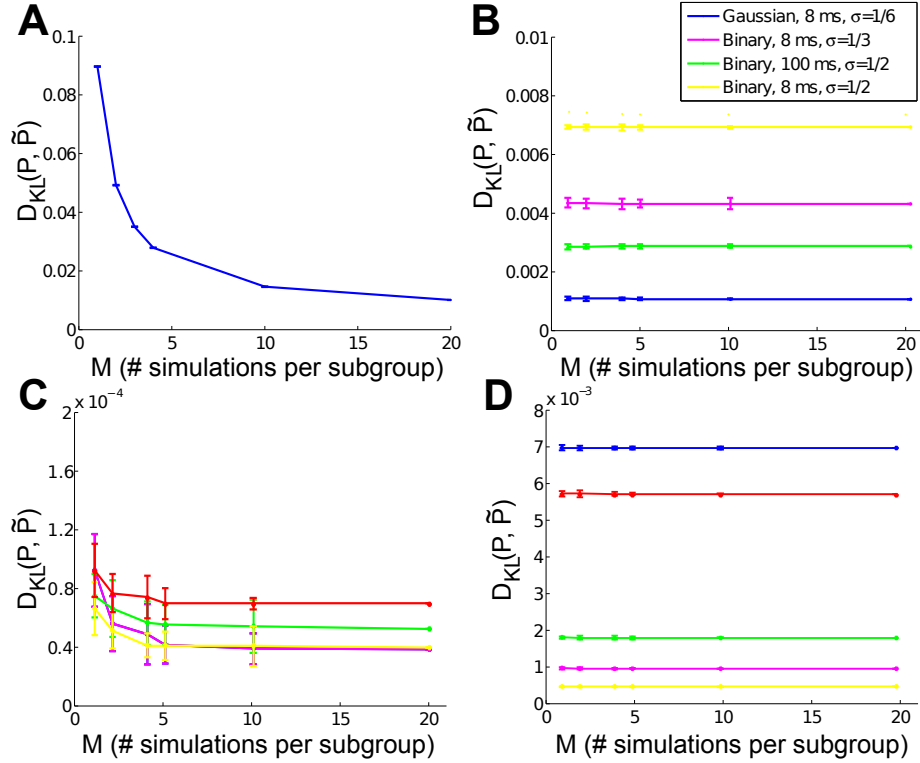 A
0.1
0.08
0.06
0.04
0.02
0
D_KL(P, P̃)
0 5 10 15 20
M (# simulations per subgroup)
B
Gaussian, 8 ms, σ=1/6
Binary, 8 ms, σ=1/3
Binary, 100 ms, σ=1/2
Binary, 8 ms, σ=1/2
0.010
0.008
0.006
0.004
0.002
0
D_KL(P, P̃)
0 5 10 15 20
M (# simulations per subgroup)
C
× 10⁻⁴
2
1.6
1.2
0.8
0.4
0
D_KL(P, P̃)
0 5 10 15 20
M (# simulations per subgroup)
D
× 10⁻³
8
7
6
5
4
3
2
1
0
D_KL(P, P̃)
0 5 10 15 20
M (# simulations per subgroup)